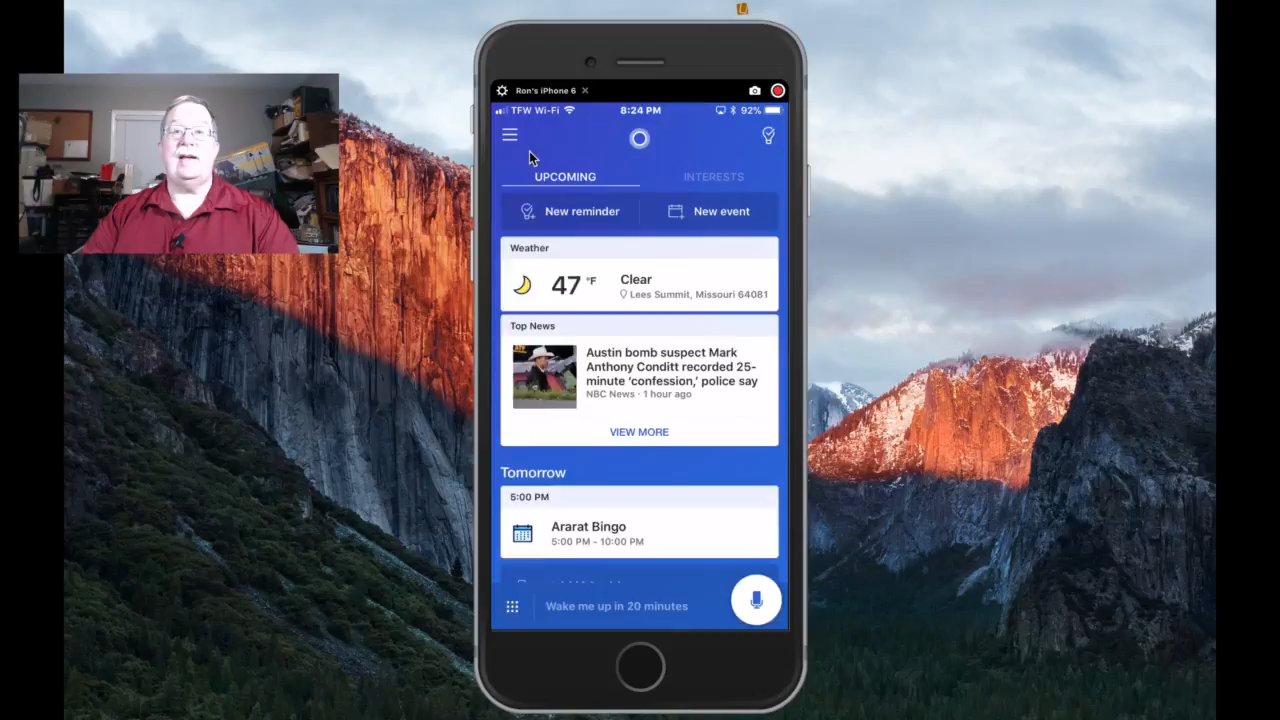 Ron's iPhone 6
TFW Wi-Fi 8:24 PM 92%
UPCOMING INTERESTS
New reminder New event
Weather
47 °F Clear
Lees Summit, Missouri 64081
Top News
Austin bomb suspect Mark
Anthony Conditt recorded 25-
minute ‘confession,’ police say
NBC News · 1 hour ago
VIEW MORE
Tomorrow
5:00 PM
Ararat Bingo
5:00 PM - 10:00 PM
Wake me up in 20 minutes